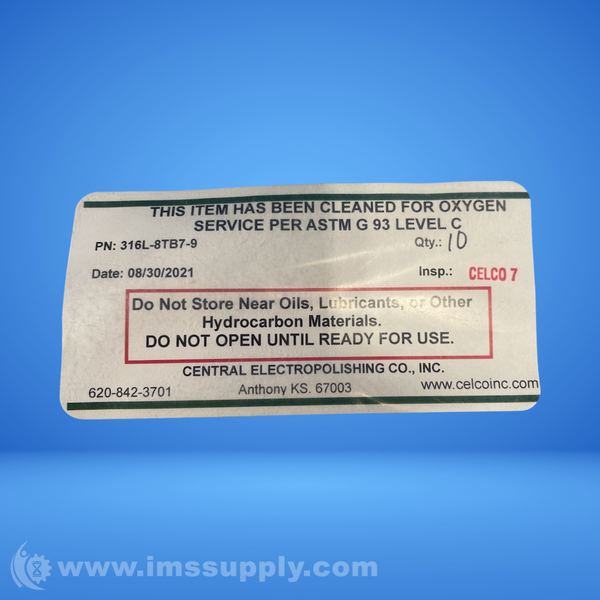 THIS ITEM HAS BEEN CLEANED FOR OXYGEN
SERVICE PER ASTM G 93 LEVEL C
PN: 316L-8TB7-9 Qty.: 10
Date: 08/30/2021 Insp.: CELCO 7
Do Not Store Near Oils, Lubricants, or Other
Hydrocarbon Materials.
DO NOT OPEN UNTIL READY FOR USE.
CENTRAL ELECTROPOLISHING CO., INC.
620-842-3701 Anthony KS. 67003 www.celcoinc.com
www.imssupply.com